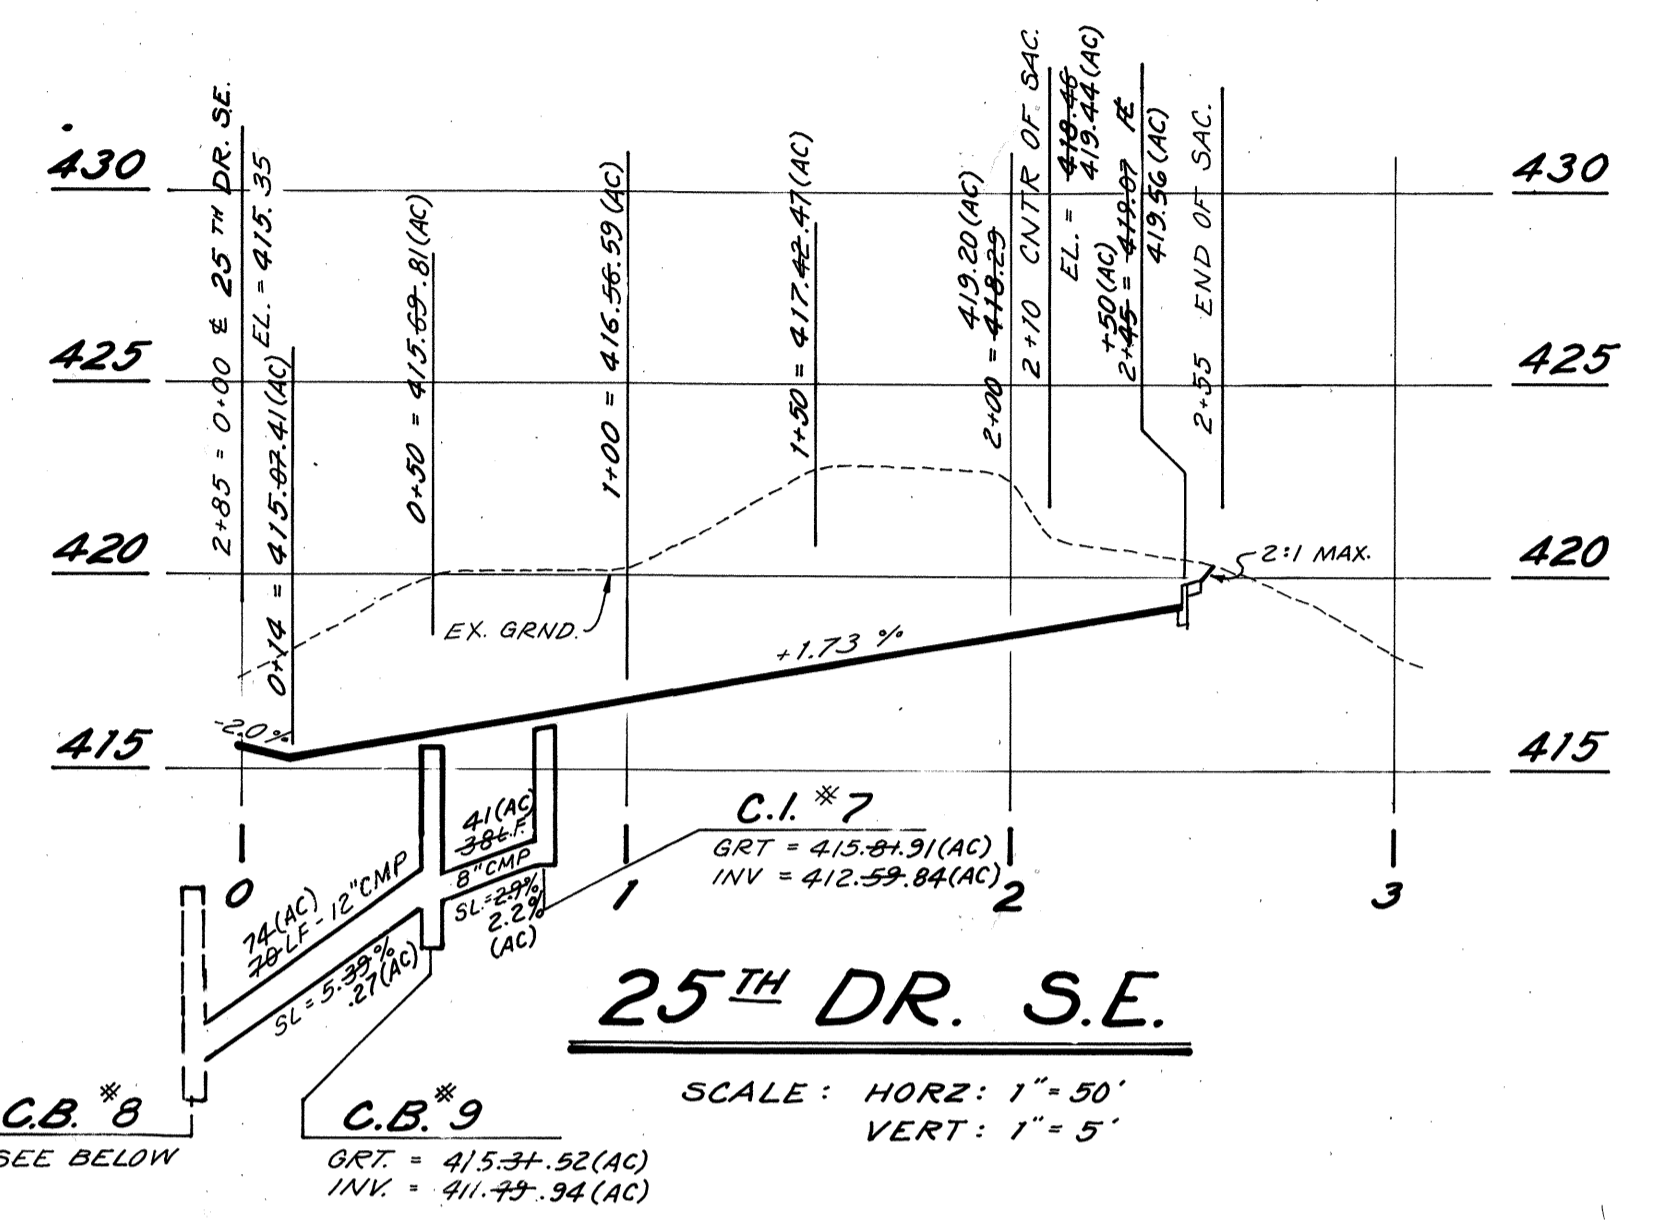 2+85 = 0+00 ℄ 25 TH DR. S.E.
EL. = 415.35
0+14 = 415.07.41(AC)
0+50 = 415.69.81(AC)
1+00 = 416.56.59(AC)
1+50 = 417.42.47(AC)
419.20(AC)
2+00 = 418.29
2+10 CNTR OF SAC.
EL. = 418.46
419.44(AC)
+50(AC)
2+45 = 419.07 ℄
419.56(AC)
2+55 END OF SAC.
430
430
425
425
420
420
415
415
2:1 MAX.
EX. GRND.
+1.73 %
-2.0%
0
1
2
3
41(AC)
38L.F.
8"CMP
SL.=2.9%
2.2%
(AC)
C.I. #7
GRT = 415.81.91(AC)
INV = 412.59.84(AC)
74(AC)
70 LF - 12"CMP
SL = 5.39%
.27(AC)
25TH DR. S.E.
SCALE: HORZ: 1"= 50'
VERT: 1"= 5'
C.B. #8
SEE BELOW
C.B. #9
GRT. = 415.31.52(AC)
INV. = 411.79.94(AC)